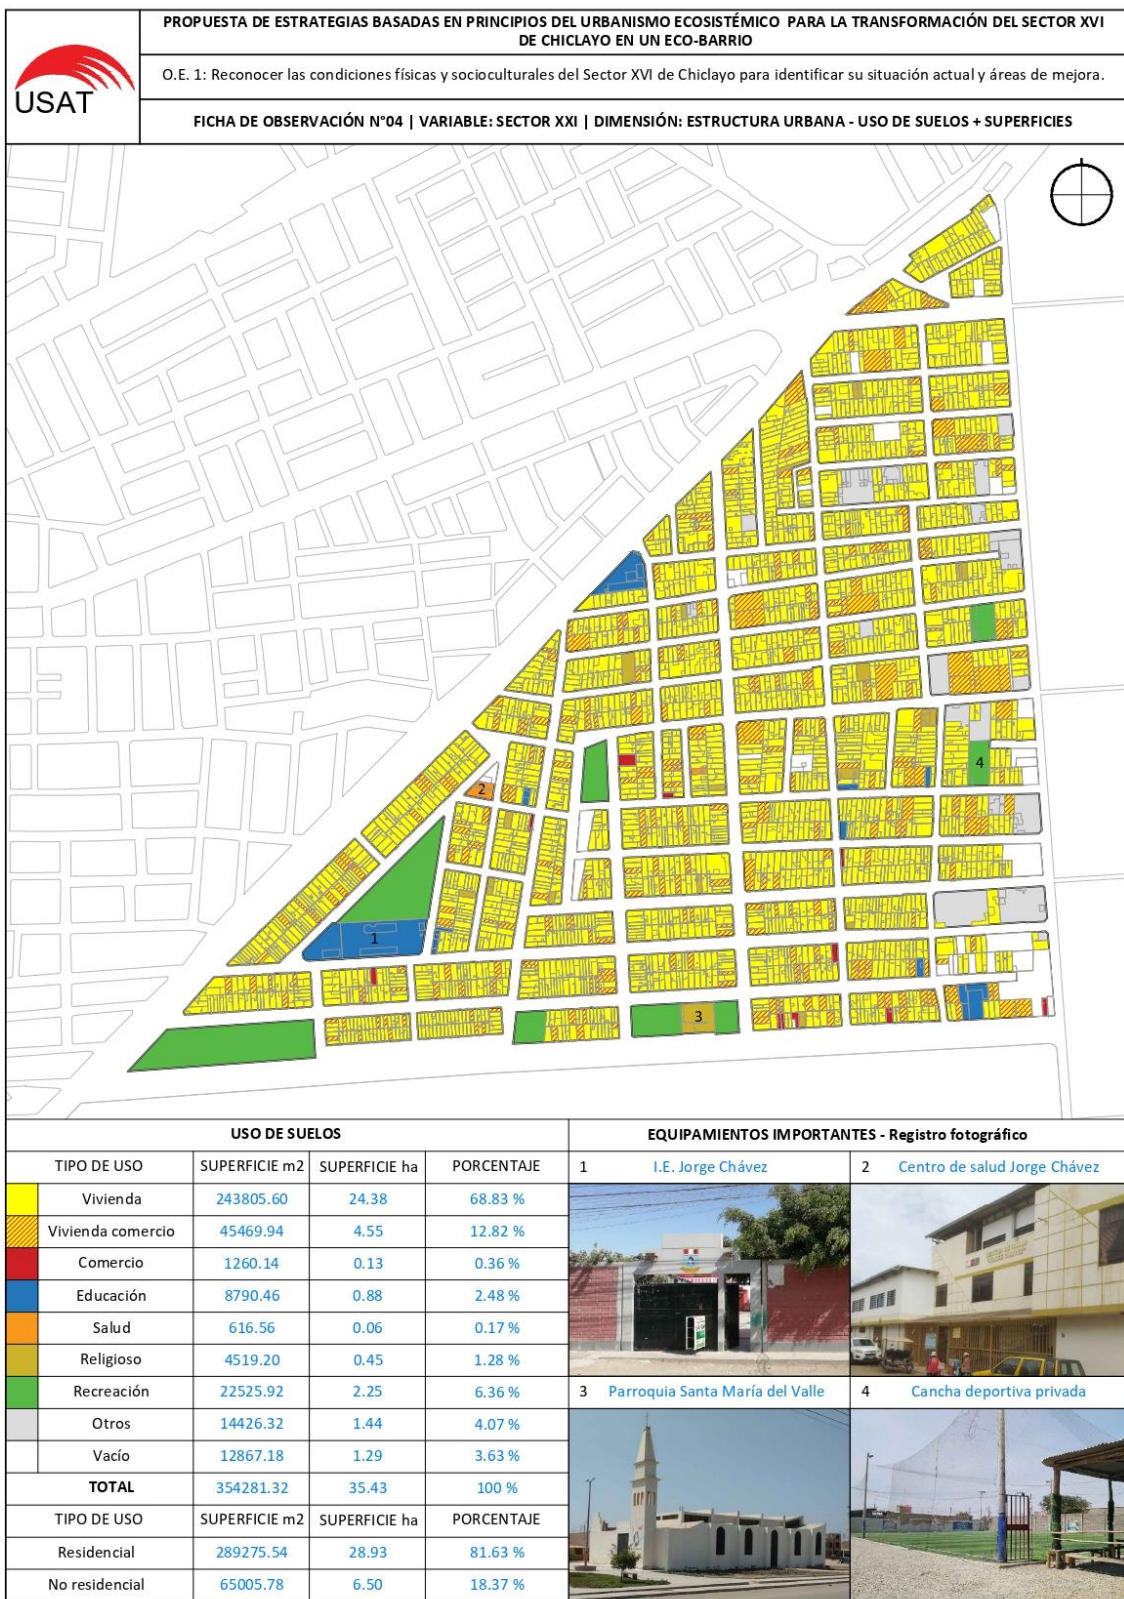 USAT
PROPUESTA DE ESTRATEGIAS BASADAS EN PRINCIPIOS DEL URBANISMO ECOSISTÉMICO PARA LA TRANSFORMACIÓN DEL SECTOR XVI
DE CHICLAYO EN UN ECO-BARRIO
O.E. 1: Reconocer las condiciones físicas y socioculturales del Sector XVI de Chiclayo para identificar su situación actual y áreas de mejora.
FICHA DE OBSERVACIÓN N°04 | VARIABLE: SECTOR XXI | DIMENSIÓN: ESTRUCTURA URBANA - USO DE SUELOS + SUPERFICIES
4
2
1
3
USO DE SUELOS
TIPO DE USO SUPERFICIE m2 SUPERFICIE ha PORCENTAJE
Vivienda 243805.60 24.38 68.83 %
Vivienda comercio 45469.94 4.55 12.82 %
Comercio 1260.14 0.13 0.36 %
Educación 8790.46 0.88 2.48 %
Salud 616.56 0.06 0.17 %
Religioso 4519.20 0.45 1.28 %
Recreación 22525.92 2.25 6.36 %
Otros 14426.32 1.44 4.07 %
Vacío 12867.18 1.29 3.63 %
TOTAL 354281.32 35.43 100 %
TIPO DE USO SUPERFICIE m2 SUPERFICIE ha PORCENTAJE
Residencial 289275.54 28.93 81.63 %
No residencial 65005.78 6.50 18.37 %
EQUIPAMIENTOS IMPORTANTES - Registro fotográfico
1 I.E. Jorge Chávez
2 Centro de salud Jorge Chávez
3 Parroquia Santa María del Valle
4 Cancha deportiva privada